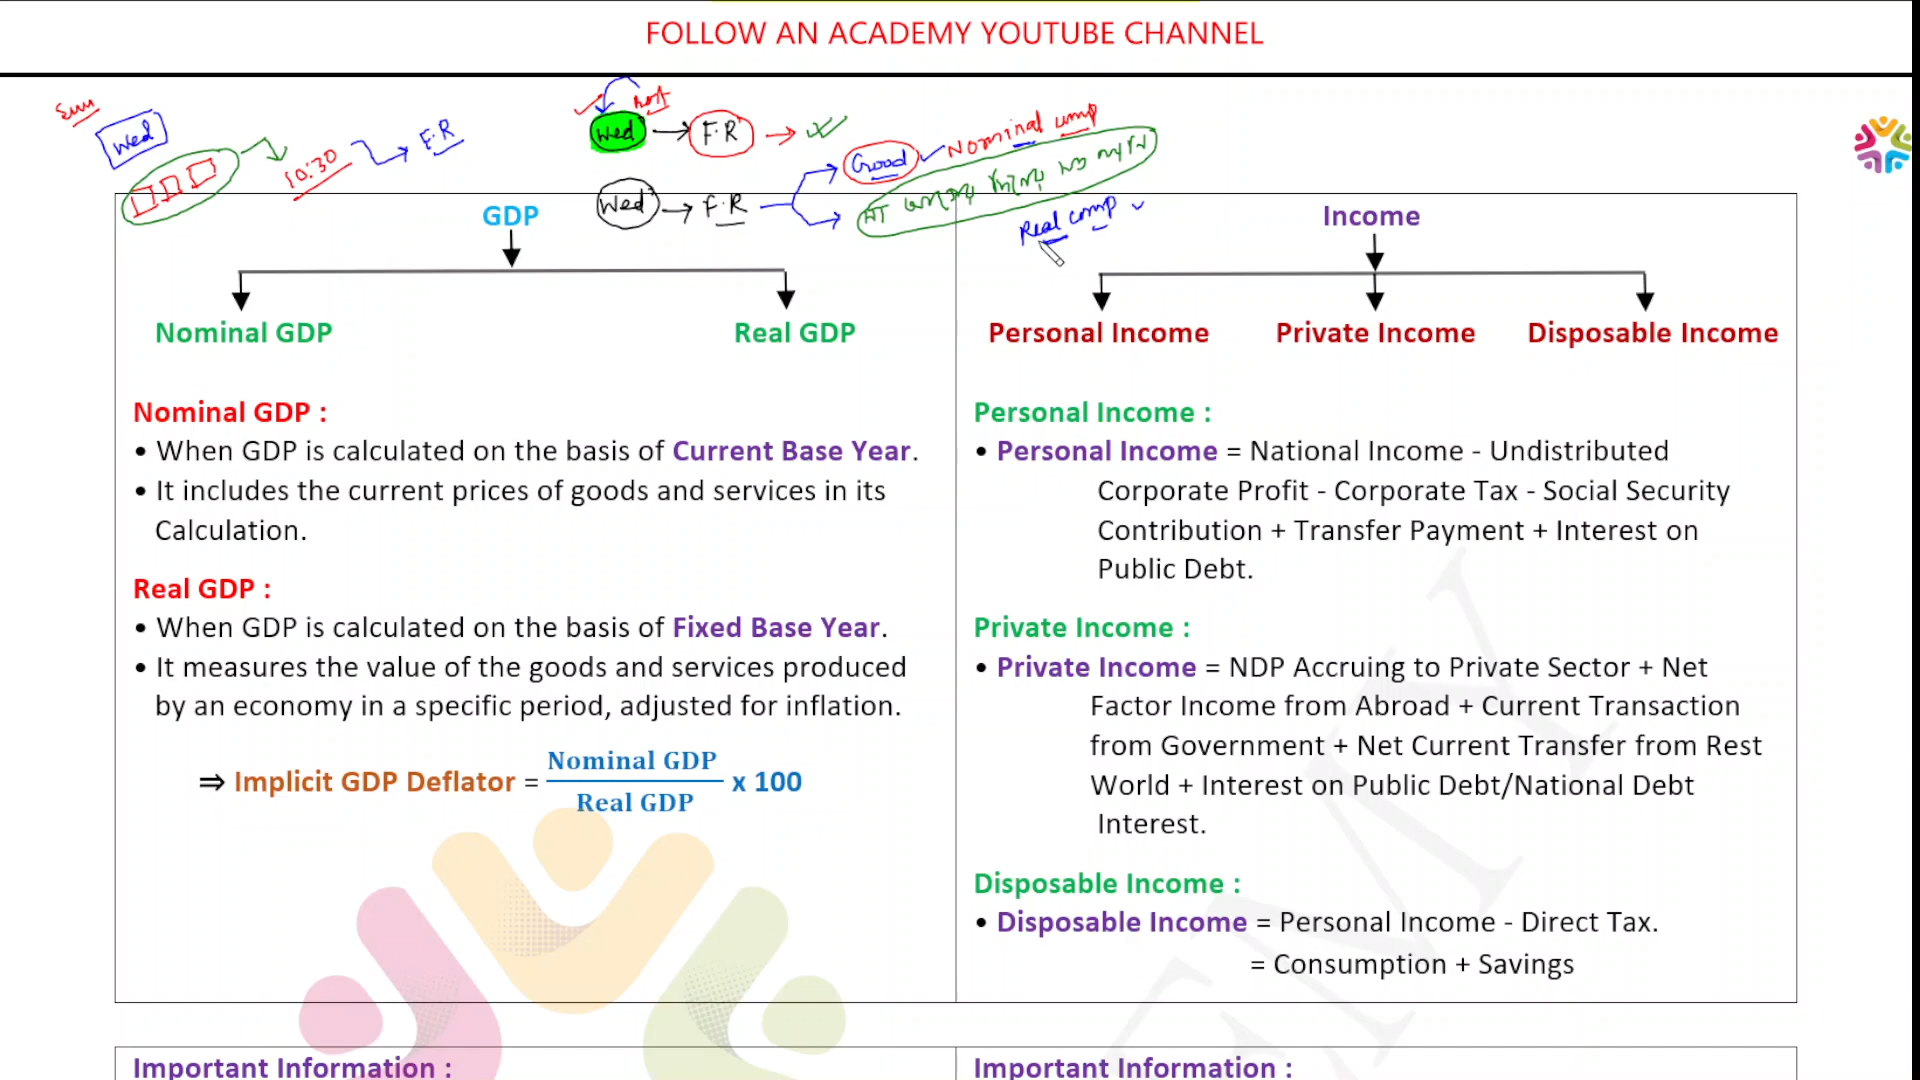 FOLLOW AN ACADEMY YOUTUBE CHANNEL
Sun
Wed
10:30
F.R
Wed
not
F.R
Good
Nominal comp
Wed
F.R
Real comp
GDP
Nominal GDP
Real GDP
Nominal GDP :
• When GDP is calculated on the basis of Current Base Year.
• It includes the current prices of goods and services in its
Calculation.
Real GDP :
• When GDP is calculated on the basis of Fixed Base Year.
• It measures the value of the goods and services produced
by an economy in a specific period, adjusted for inflation.
⇒ Implicit GDP Deflator = Nominal GDP / Real GDP x 100
Income
Personal Income Private Income Disposable Income
Personal Income :
• Personal Income = National Income - Undistributed
Corporate Profit - Corporate Tax - Social Security
Contribution + Transfer Payment + Interest on
Public Debt.
Private Income :
• Private Income = NDP Accruing to Private Sector + Net
Factor Income from Abroad + Current Transaction
from Government + Net Current Transfer from Rest
World + Interest on Public Debt/National Debt
Interest.
Disposable Income :
• Disposable Income = Personal Income - Direct Tax.
= Consumption + Savings
Important Information :
Important Information :